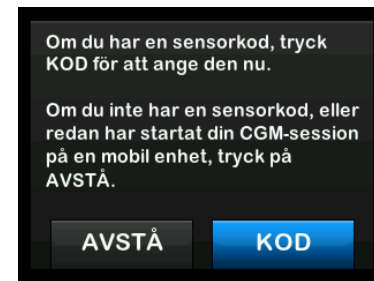 Om du har en sensorkod, tryck
KOD för att ange den nu.
Om du inte har en sensorkod, eller
redan har startat din CGM-session
på en mobil enhet, tryck på
AVSTÅ.
AVSTÅ
KOD